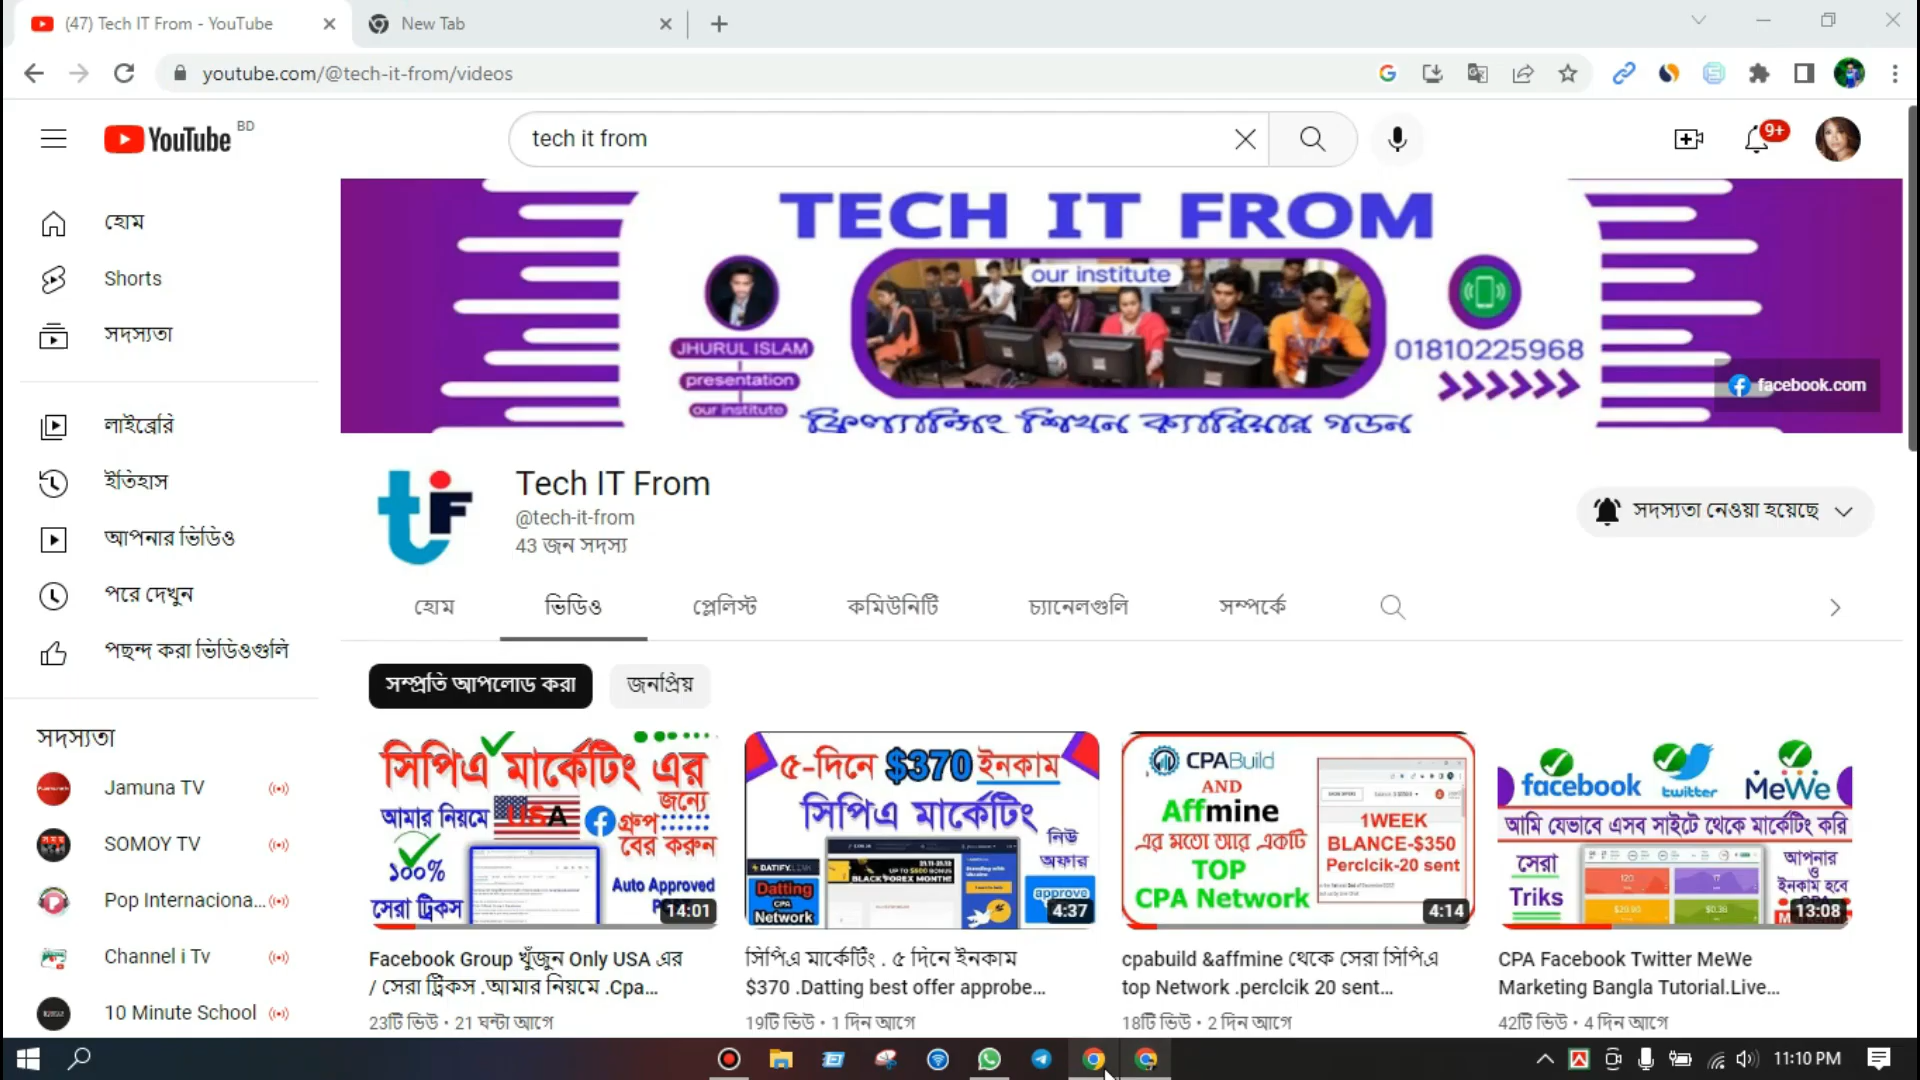 (47) Tech IT From - YouTube
New Tab
youtube.com/@tech-it-from/videos
YouTube BD
tech it from
9+
হোম
Shorts
সদস্যতা
লাইব্রেরি
ইতিহাস
আপনার ভিডিও
পরে দেখুন
পছন্দ করা ভিডিওগুলি
সদস্যতা
Jamuna TV
SOMOY TV
Pop Internaciona...
Channel i Tv
10 Minute School
TECH IT FROM
our institute
JHURUL ISLAM
presentation
our institute
01810225968
facebook.com
ফ্রিল্যান্সিং শিখুন ক্যারিয়ার গড়ুন
Tech IT From
@tech-it-from
43 জন সদস্য
সদস্যতা নেওয়া হয়েছে
হোম ভিডিও প্লেলিস্ট কমিউনিটি চ্যানেলগুলি সম্পর্কে
সম্প্রতি আপলোড করা জনপ্রিয়
সিপিএ মার্কেটিং এর
আমার নিয়মে USA গ্রুপ
জন্যে
বের করুন
১০০%
সেরা ট্রিকস
Auto Approved
14:01
Facebook Group খুঁজুন Only USA এর
/ সেরা ট্রিকস .আমার নিয়মে .Cpa...
23টি ভিউ • 21 ঘন্টা আগে
৫-দিনে $370 ইনকাম
সিপিএ মার্কেটিং
নিউ
অফার
Datting
CPA
Network
approve
4:37
সিপিএ মার্কেটিং . ৫ দিনে ইনকাম
$370 .Datting best offer approbe...
19টি ভিউ • 1 দিন আগে
CPABuild
AND
Affmine
এর মতো আর একটি
TOP
CPA Network
1WEEK
BLANCE-$350
Perclcik-20 sent
4:14
cpabuild &affmine থেকে সেরা সিপিএ
top Network .perclcik 20 sent...
18টি ভিউ • 2 দিন আগে
facebook twitter MeWe
আমি যেভাবে এসব সাইটে থেকে মার্কেটিং করি
সেরা
Triks
আপনার
ও
ইনকাম হবে
13:08
CPA Facebook Twitter MeWe
Marketing Bangla Tutorial.Live...
42টি ভিউ • 4 দিন আগে
11:10 PM